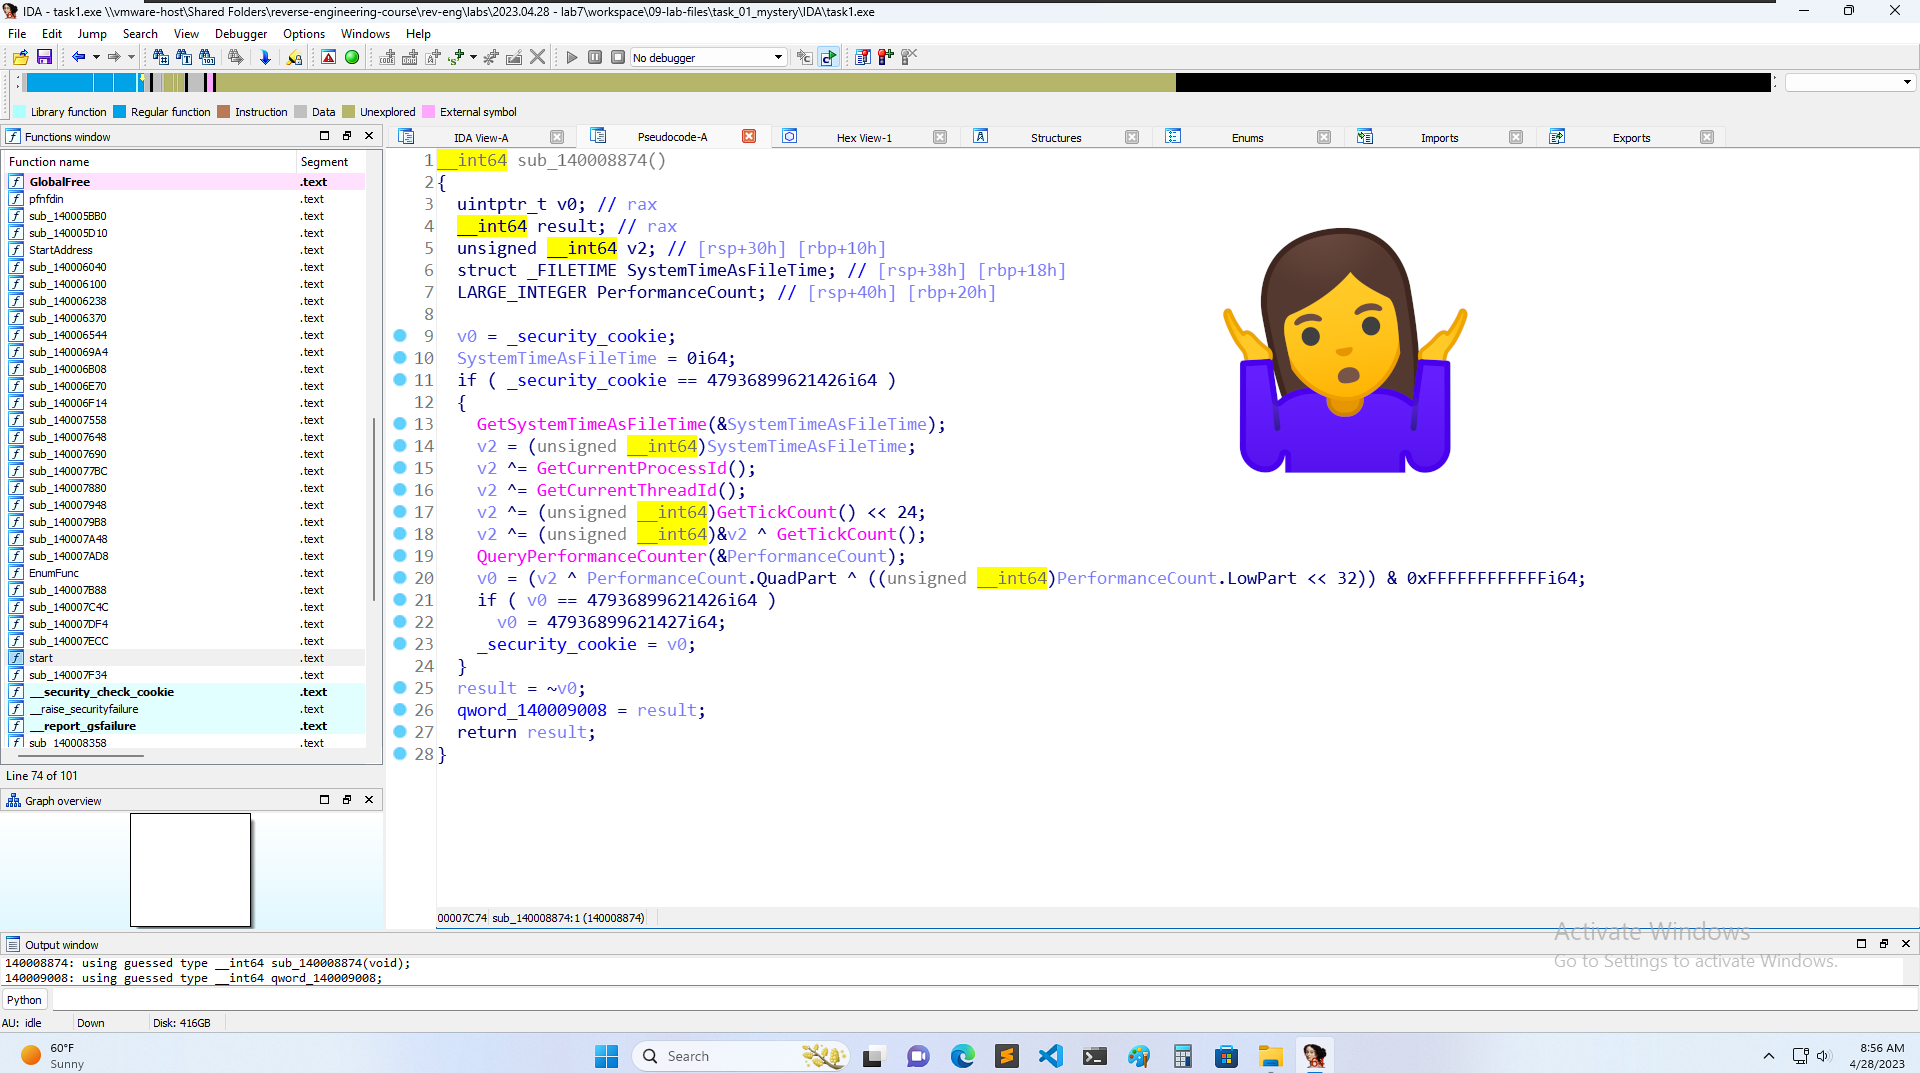 IDA - task1.exe \\vmware-host\Shared Folders\reverse-engineering-course\rev-eng\labs\2023.04.28 - lab7\workspace\09-lab-files\task_01_mystery\IDA\task1.exe
File Edit Jump Search View Debugger Options Windows Help
No debugger
Library function Regular function Instruction Data Unexplored External symbol
Functions window
IDA View-A Pseudocode-A Hex View-1 Structures Enums Imports Exports
Function name Segment
GlobalFree .text
pfnfdin .text
sub_140005BB0 .text
sub_140005D10 .text
StartAddress .text
sub_140006040 .text
sub_140006100 .text
sub_140006238 .text
sub_140006370 .text
sub_140006544 .text
sub_1400069A4 .text
sub_140006B08 .text
sub_140006E70 .text
sub_140006F14 .text
sub_140007558 .text
sub_140007648 .text
sub_140007690 .text
sub_1400077BC .text
sub_140007880 .text
sub_140007948 .text
sub_1400079B8 .text
sub_140007A48 .text
sub_140007AD8 .text
EnumFunc .text
sub_140007B88 .text
sub_140007C4C .text
sub_140007DF4 .text
sub_140007ECC .text
start .text
sub_140007F34 .text
__security_check_cookie .text
__raise_securityfailure .text
__report_gsfailure .text
sub_140008358 .text
Line 74 of 101
Graph overview
1 __int64 sub_140008874()
2 {
3 uintptr_t v0; // rax
4 __int64 result; // rax
5 unsigned __int64 v2; // [rsp+30h] [rbp+10h]
6 struct _FILETIME SystemTimeAsFileTime; // [rsp+38h] [rbp+18h]
7 LARGE_INTEGER PerformanceCount; // [rsp+40h] [rbp+20h]
8
9 v0 = _security_cookie;
10 SystemTimeAsFileTime = 0i64;
11 if ( _security_cookie == 47936899621426i64 )
12 {
13 GetSystemTimeAsFileTime(&SystemTimeAsFileTime);
14 v2 = (unsigned __int64)SystemTimeAsFileTime;
15 v2 ^= GetCurrentProcessId();
16 v2 ^= GetCurrentThreadId();
17 v2 ^= (unsigned __int64)GetTickCount() << 24;
18 v2 ^= (unsigned __int64)&v2 ^ GetTickCount();
19 QueryPerformanceCounter(&PerformanceCount);
20 v0 = (v2 ^ PerformanceCount.QuadPart ^ ((unsigned __int64)PerformanceCount.LowPart << 32)) & 0xFFFFFFFFFFFFi64;
21 if ( v0 == 47936899621426i64 )
22 v0 = 47936899621427i64;
23 _security_cookie = v0;
24 }
25 result = ~v0;
26 qword_140009008 = result;
27 return result;
28 }
00007C74 sub_140008874:1 (140008874)
Activate Windows
Go to Settings to activate Windows.
Output window
140008874: using guessed type __int64 sub_140008874(void);
140009008: using guessed type __int64 qword_140009008;
Python
AU: idle Down Disk: 416GB
60°F
Sunny
Search
8:56 AM
4/28/2023